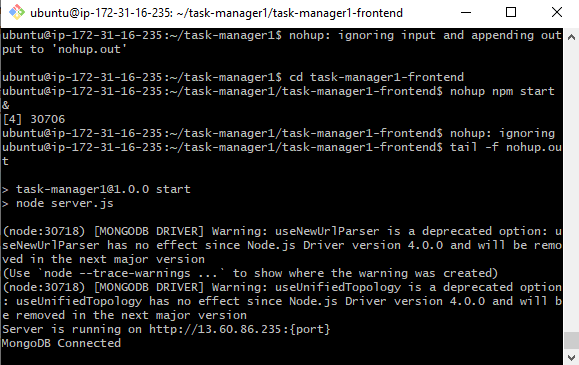 ubuntu@ip-172-31-16-235: ~/task-manager1/task-manager1-frontend
ubuntu@ip-172-31-16-235:~/task-manager1$ nohup: ignoring input and appending out
put to 'nohup.out'
ubuntu@ip-172-31-16-235:~/task-manager1$ cd task-manager1-frontend
ubuntu@ip-172-31-16-235:~/task-manager1/task-manager1-frontend$ nohup npm start
&
[4] 30706
ubuntu@ip-172-31-16-235:~/task-manager1/task-manager1-frontend$ nohup: ignoring
ubuntu@ip-172-31-16-235:~/task-manager1/task-manager1-frontend$ tail -f nohup.ou
t
> task-manager1@1.0.0 start
> node server.js
(node:30718) [MONGODB DRIVER] Warning: useNewUrlParser is a deprecated option: u
seNewUrlParser has no effect since Node.js Driver version 4.0.0 and will be remo
ved in the next major version
(Use `node --trace-warnings ...` to show where the warning was created)
(node:30718) [MONGODB DRIVER] Warning: useUnifiedTopology is a deprecated option
: useUnifiedTopology has no effect since Node.js Driver version 4.0.0 and will b
e removed in the next major version
Server is running on http://13.60.86.235:{port}
MongoDB Connected